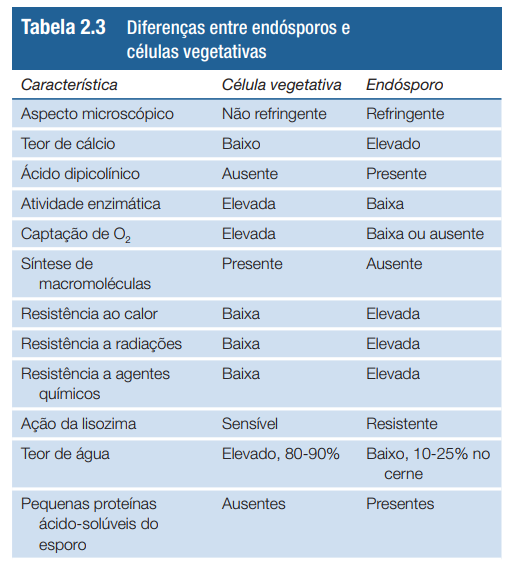 Tabela 2.3 Diferenças entre endósporos e
células vegetativas
Característica Célula vegetativa Endósporo
Aspecto microscópico Não refringente Refringente
Teor de cálcio Baixo Elevado
Ácido dipicolínico Ausente Presente
Atividade enzimática Elevada Baixa
Captação de O₂ Elevada Baixa ou ausente
Síntese de Presente Ausente
macromoléculas
Resistência ao calor Baixa Elevada
Resistência a radiações Baixa Elevada
Resistência a agentes Baixa Elevada
químicos
Ação da lisozima Sensível Resistente
Teor de água Elevado, 80-90% Baixo, 10-25% no
cerne
Pequenas proteínas Ausentes Presentes
ácido-solúveis do
esporo